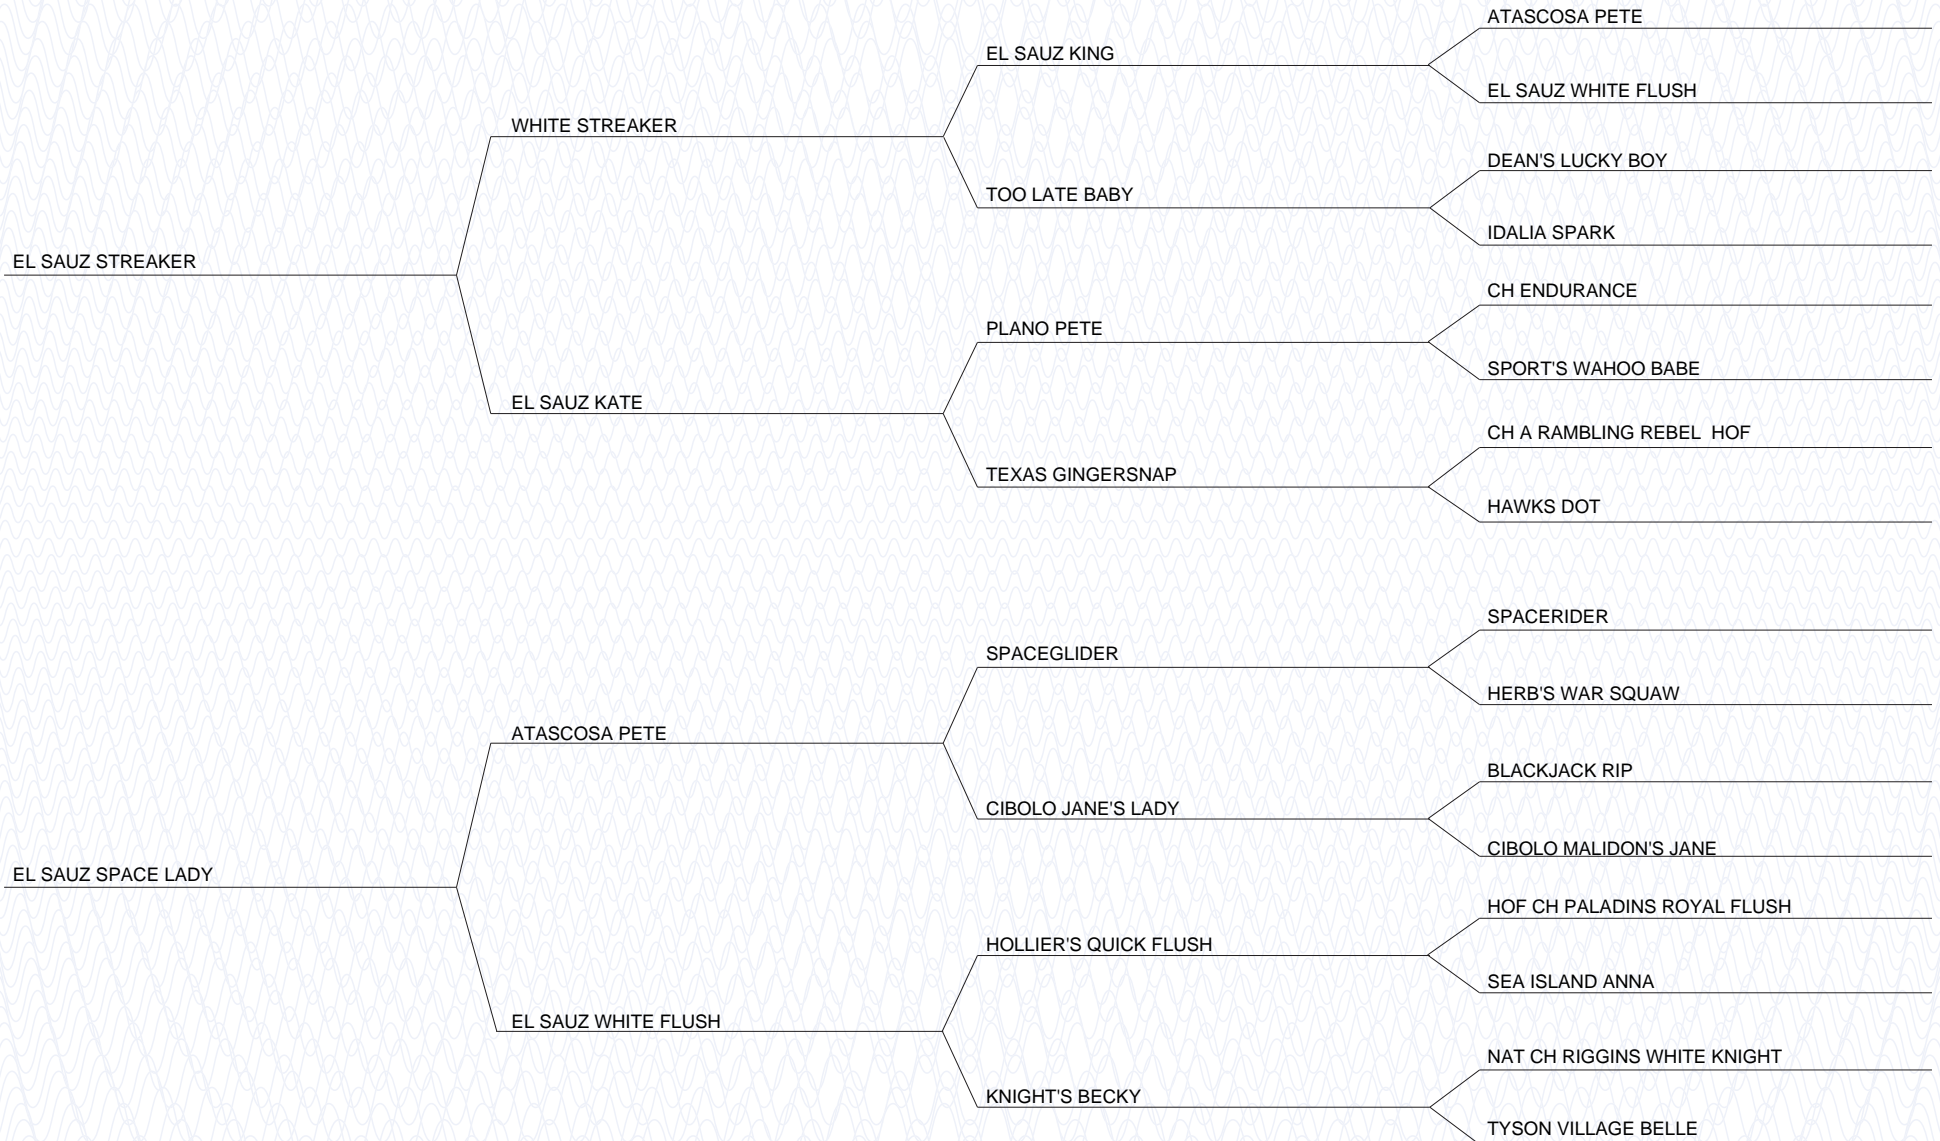 ATASCOSA PETE
EL SAUZ KING
EL SAUZ WHITE FLUSH
WHITE STREAKER
DEAN'S LUCKY BOY
TOO LATE BABY
IDALIA SPARK
EL SAUZ STREAKER
CH ENDURANCE
PLANO PETE
SPORT'S WAHOO BABE
EL SAUZ KATE
CH A RAMBLING REBEL  HOF
TEXAS GINGERSNAP
HAWKS DOT
SPACERIDER
SPACEGLIDER
HERB'S WAR SQUAW
ATASCOSA PETE
BLACKJACK RIP
CIBOLO JANE'S LADY
CIBOLO MALIDON'S JANE
EL SAUZ SPACE LADY
HOF CH PALADINS ROYAL FLUSH
HOLLIER'S QUICK FLUSH
SEA ISLAND ANNA
EL SAUZ WHITE FLUSH
NAT CH RIGGINS WHITE KNIGHT
KNIGHT'S BECKY
TYSON VILLAGE BELLE